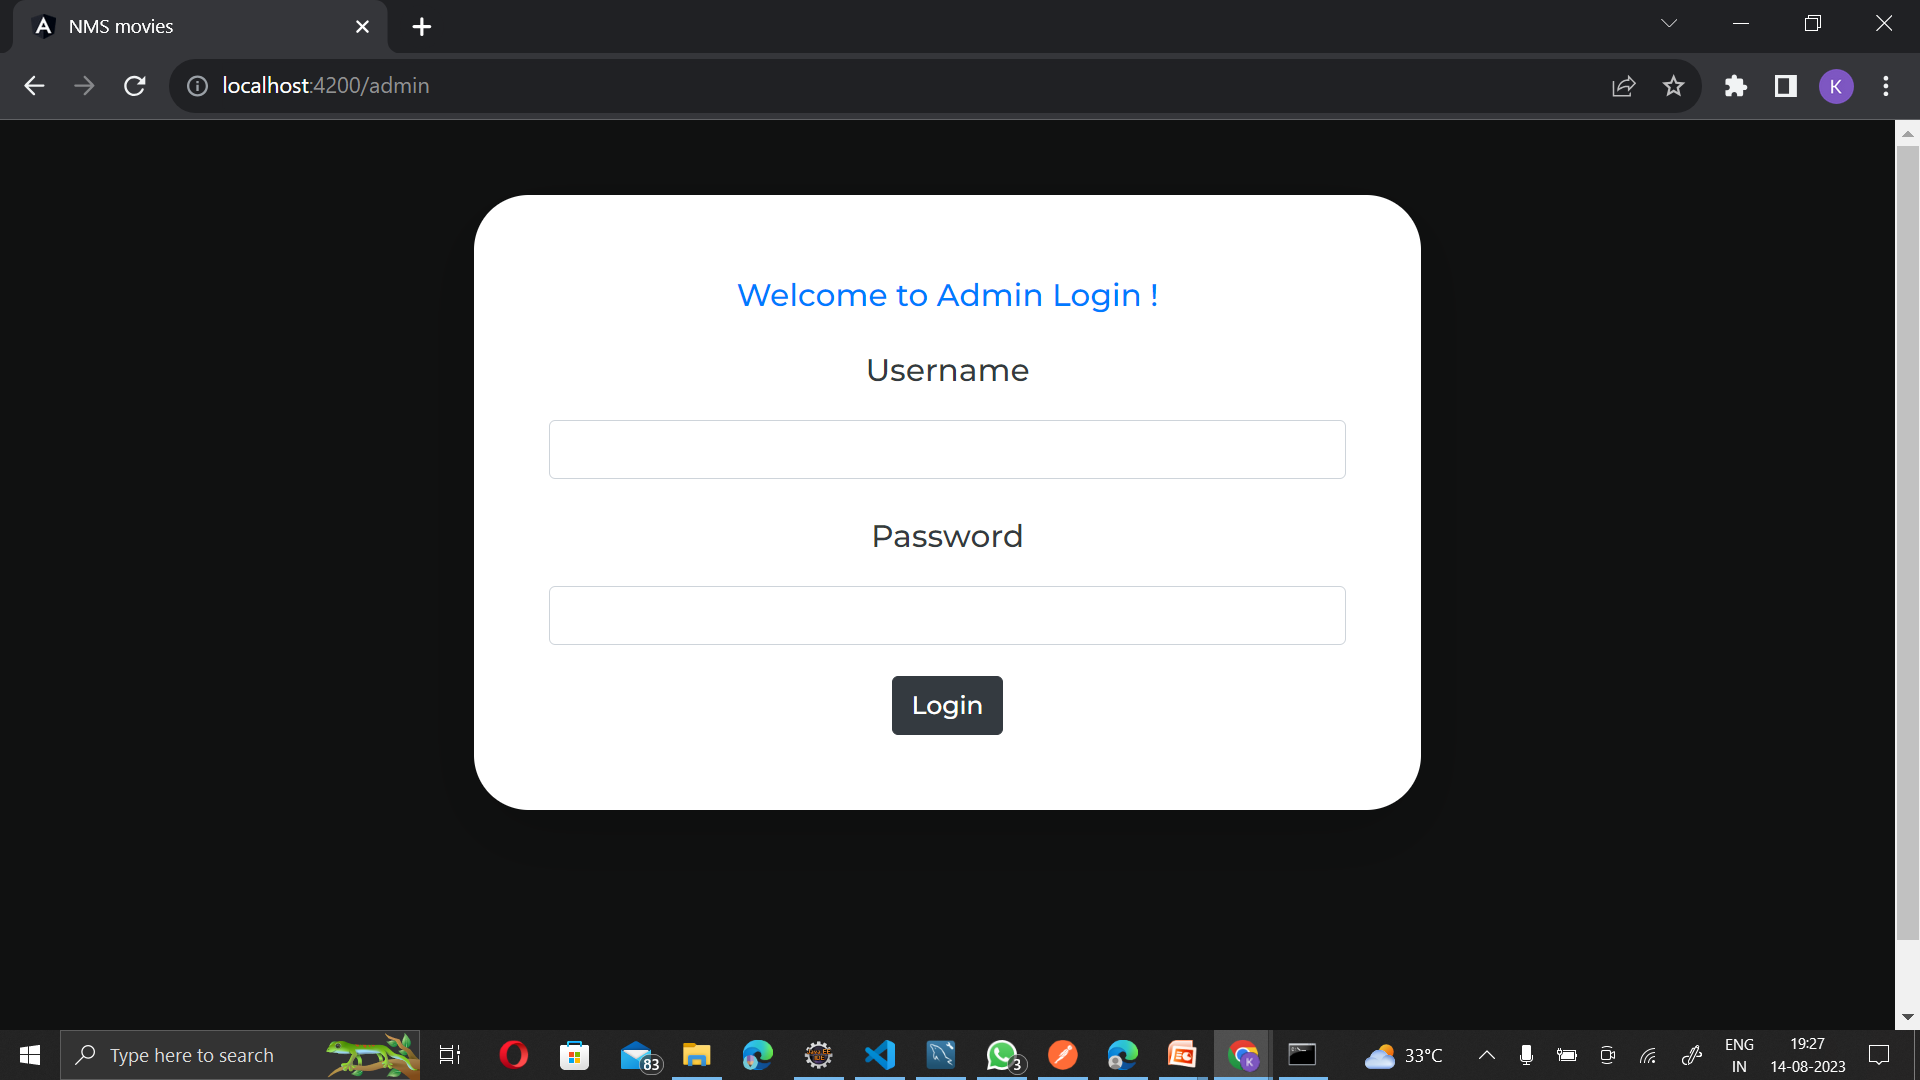 NMS movies
localhost:4200/admin
K
Welcome to Admin Login !
Username
Password
Login
Type here to search
83
3
K
33°C
ENG
IN
19:27
14-08-2023